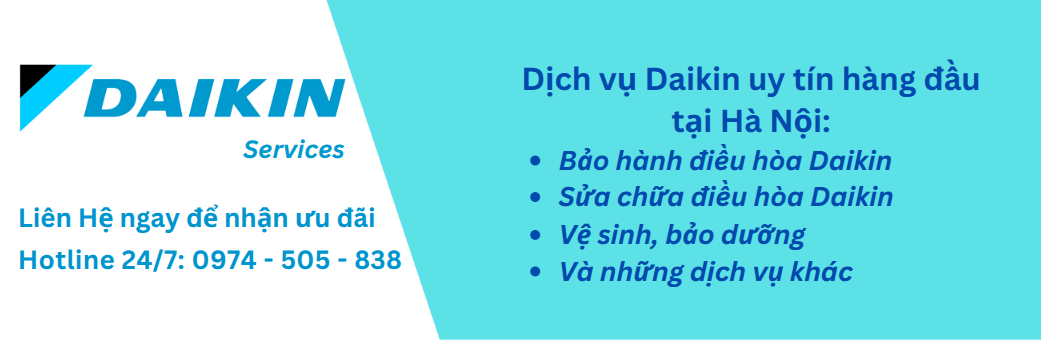 DAIKIN
Services
Liên Hệ ngay để nhận ưu đãi
Hotline 24/7: 0974 - 505 - 838
Dịch vụ Daikin uy tín hàng đầu
tại Hà Nội:
• Bảo hành điều hòa Daikin
• Sửa chữa điều hòa Daikin
• Vệ sinh, bảo dưỡng
• Và những dịch vụ khác